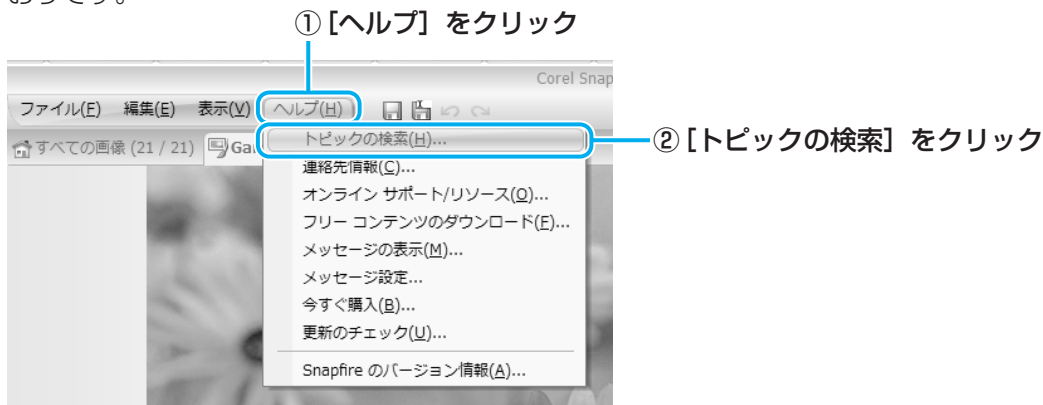 おりです。
①[ヘルプ]をクリック
Corel Snap
ファイル(F) 編集(E) 表示(V) ヘルプ(H)
すべての画像 (21 / 21) Gar
トピックの検索(H)...
②[トピックの検索]をクリック
連絡先情報(C)...
オンライン サポート/リソース(O)...
フリー コンテンツのダウンロード(F)...
メッセージの表示(M)...
メッセージ設定...
今すぐ購入(B)...
更新のチェック(U)...
Snapfire のバージョン情報(A)...